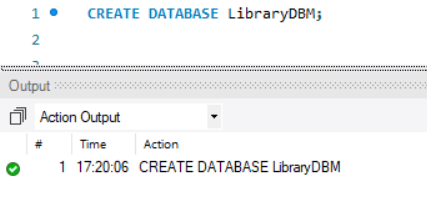 1 CREATE DATABASE LibraryDBM;
2
Output
Action Output
# Time Action
1 17:20:06 CREATE DATABASE LibraryDBM